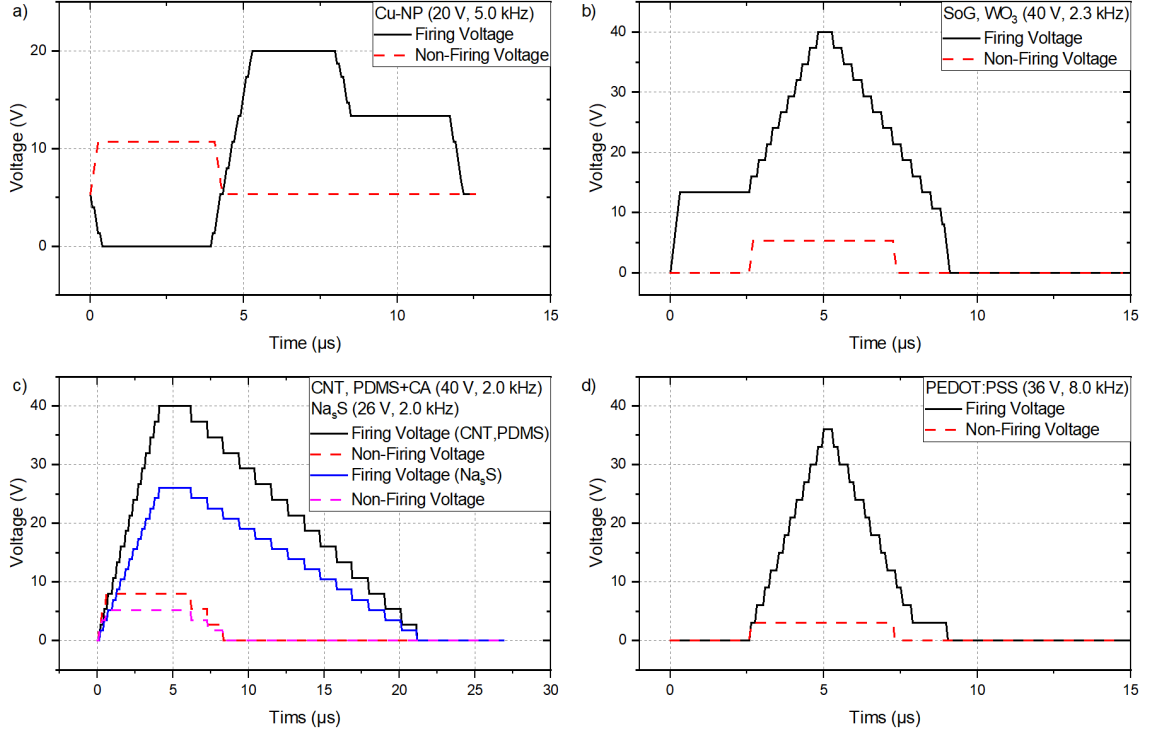 a)
Cu-NP (20 V, 5.0 kHz)
Firing Voltage
Non-Firing Voltage
Voltage (V)
20
10
0
0
5
10
15
Time (µs)
b)
SoG, WO₃ (40 V, 2.3 kHz)
Firing Voltage
Non-Firing Voltage
Voltage (V)
40
30
20
10
0
0
5
10
15
Time (µs)
c)
CNT, PDMS+CA (40 V, 2.0 kHz)
NaₛS (26 V, 2.0 kHz)
Firing Voltage (CNT,PDMS)
Non-Firing Voltage
Firing Voltage (NaₛS)
Non-Firing Voltage
Voltage (V)
40
30
20
10
0
0
5
10
15
20
25
30
Tims (µs)
d)
PEDOT:PSS (36 V, 8.0 kHz)
Firing Voltage
Non-Firing Voltage
Voltage (V)
40
30
20
10
0
0
5
10
15
Tims (µs)